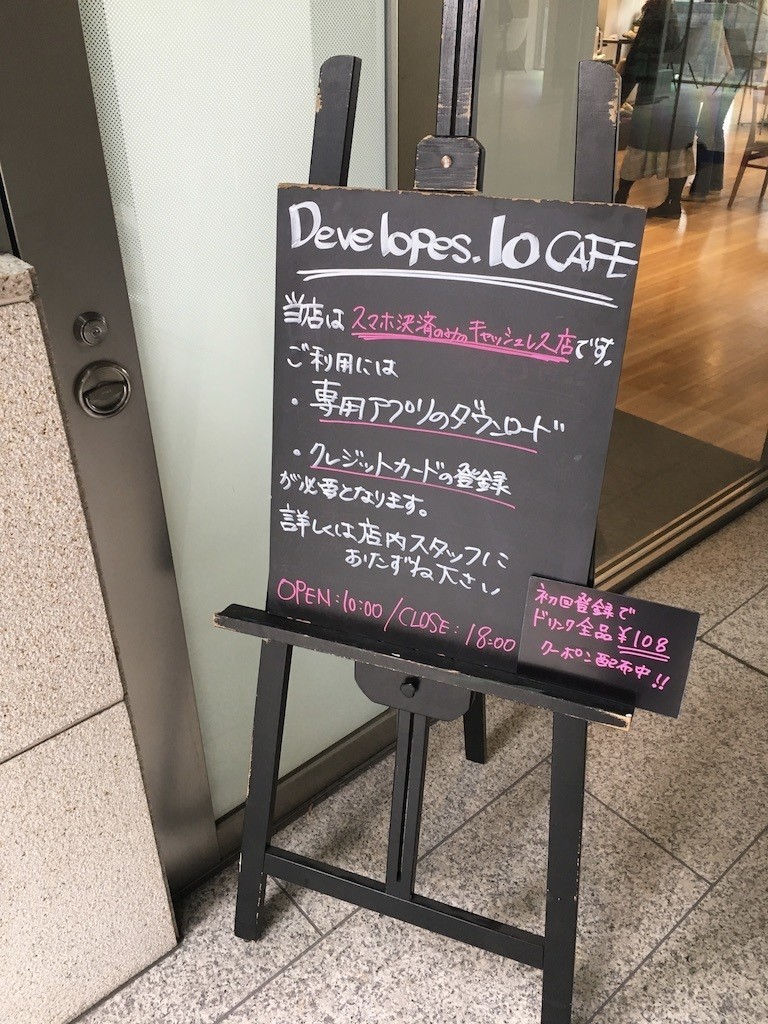 Developes.Io CAFE
当店はスマホ決済のみのキャッシュレス店です。
ご利用には
・専用アプリのダウンロード
・クレジットカードの登録
が必要となります。
詳しくは店内スタッフに
おたずね下さい
OPEN:10:00/CLOSE:18:00
初回登録で
ドリンク全品¥108
クーポン配布中!!